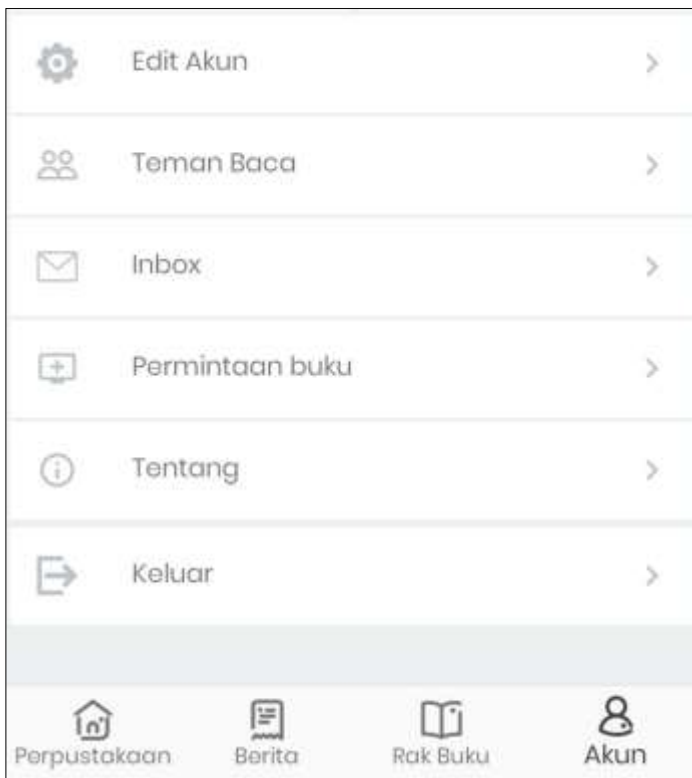 Edit Akun
Teman Baca
Inbox
Permintaan buku
Tentang
Keluar
Perpustakaan
Berita
Rak Buku
Akun